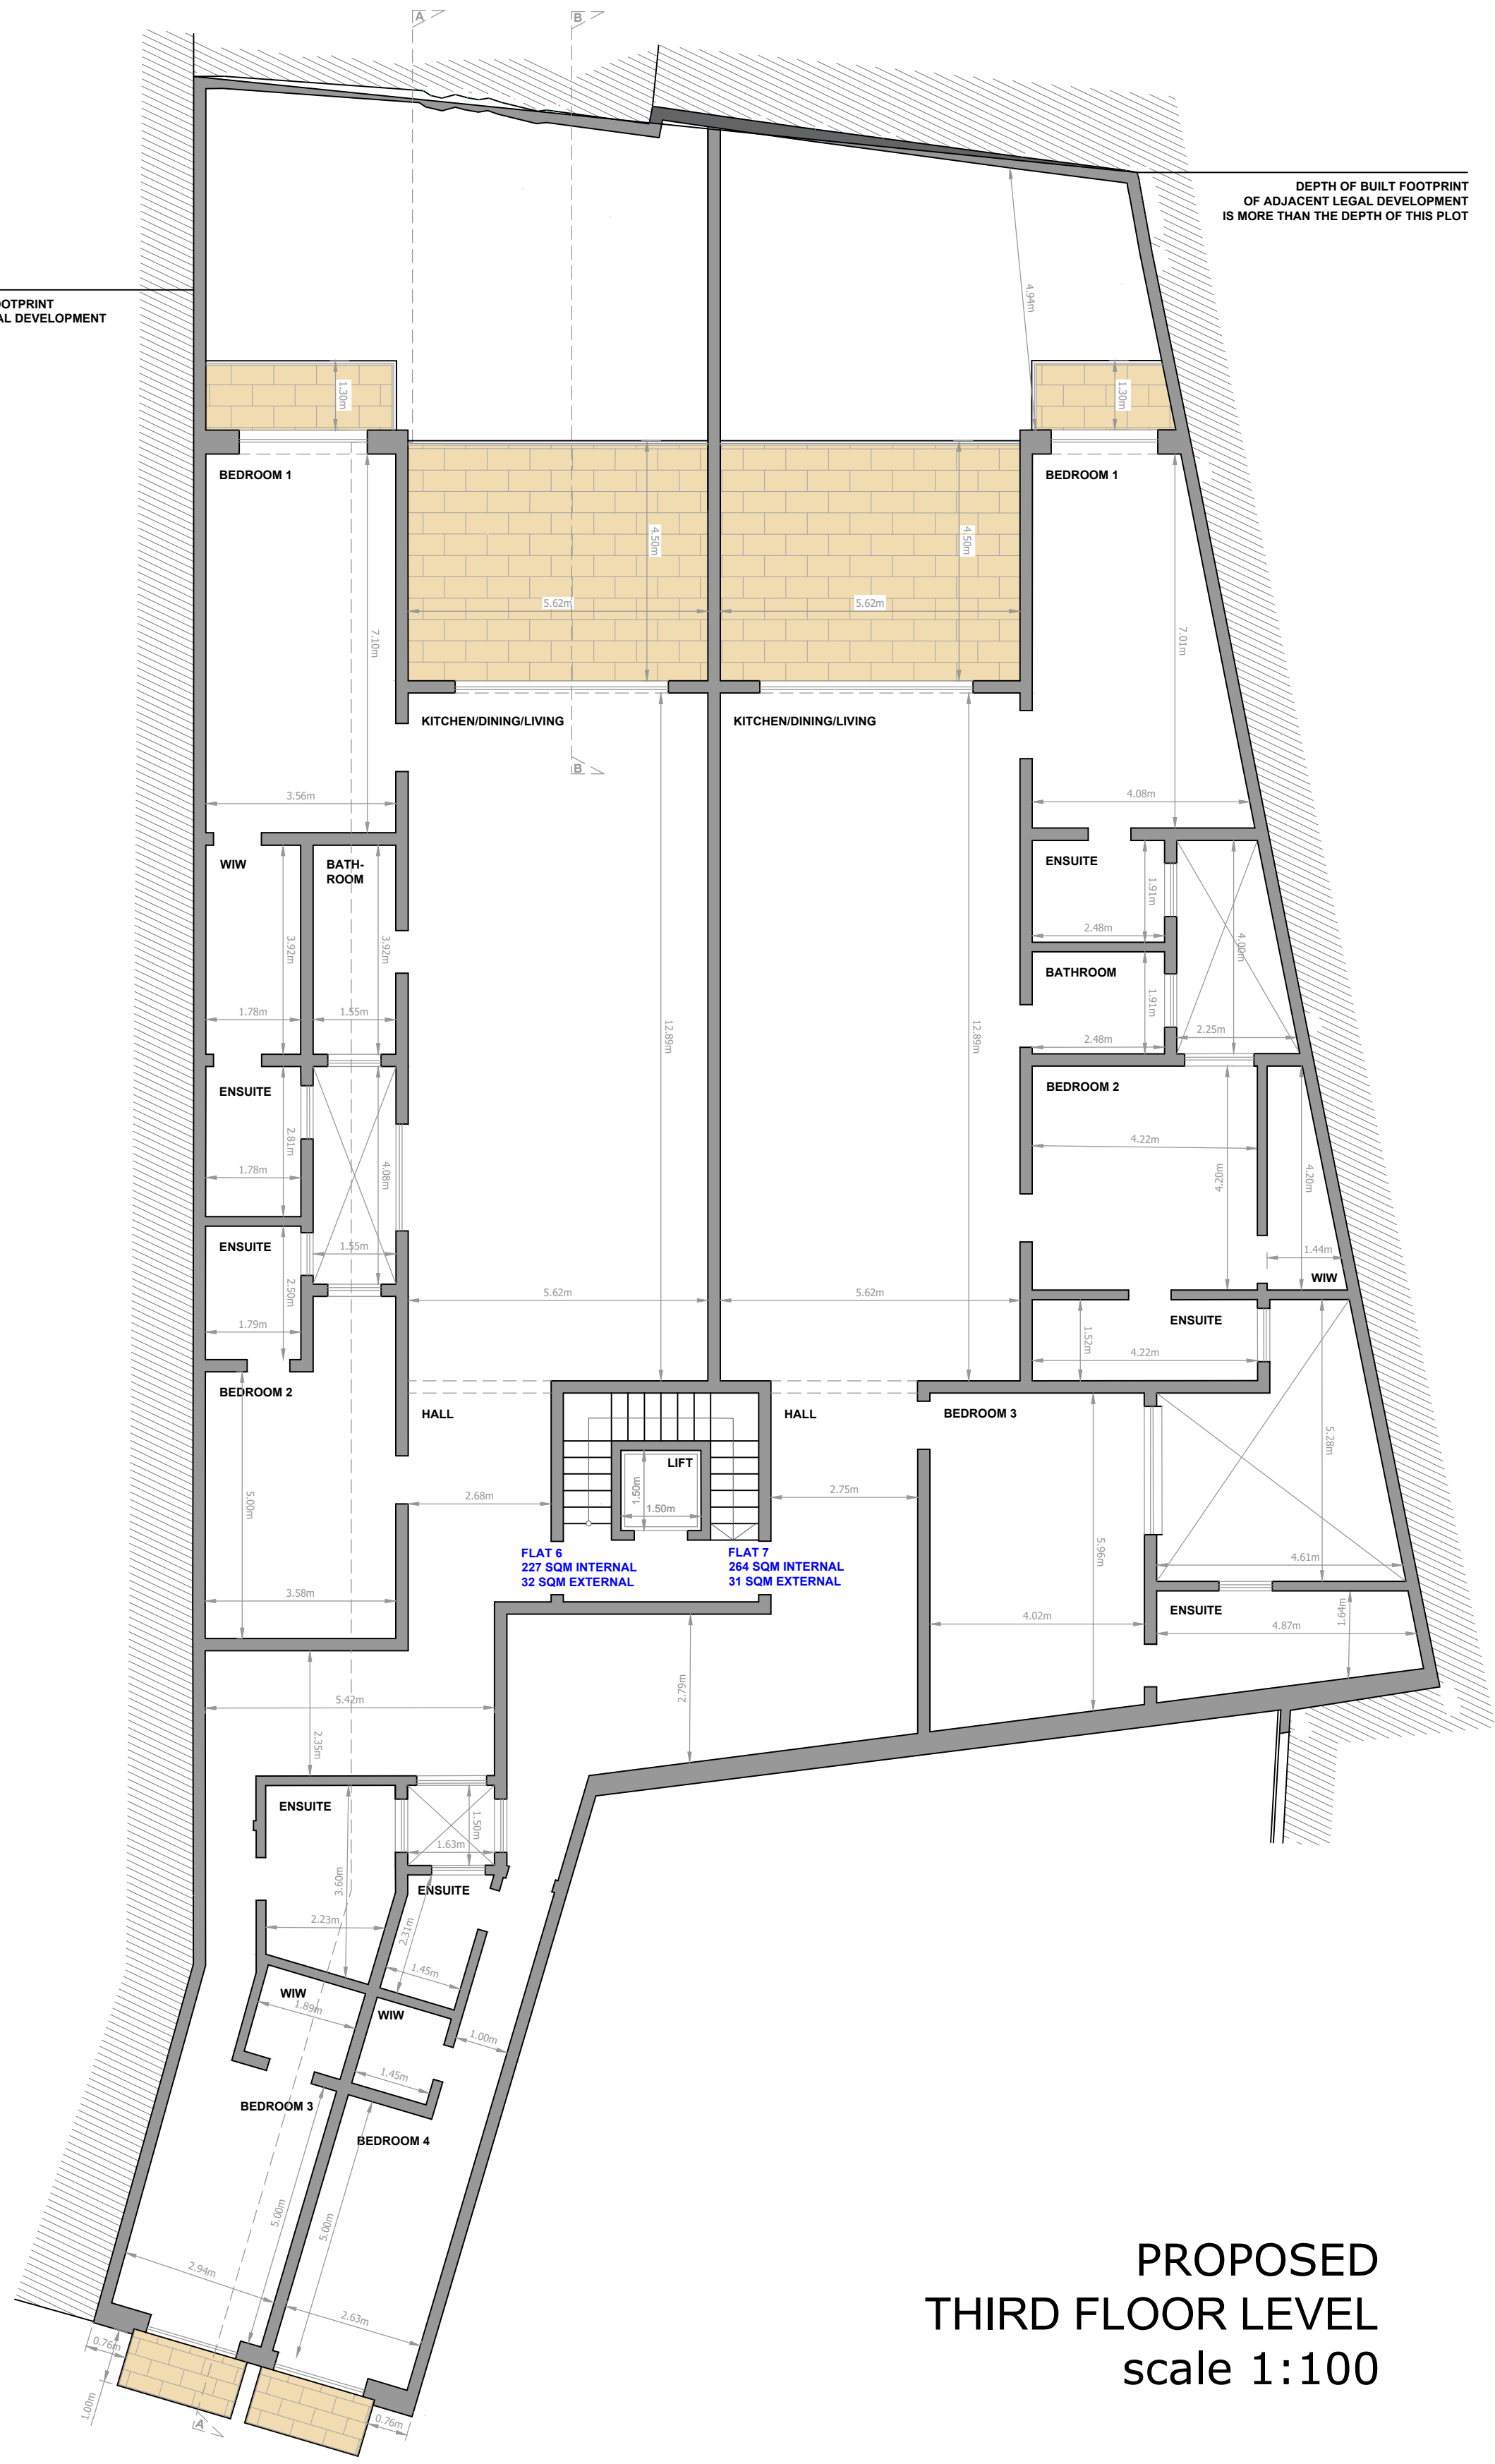 A
B
DEPTH OF BUILT FOOTPRINT
OF ADJACENT LEGAL DEVELOPMENT
IS MORE THAN THE DEPTH OF THIS PLOT
4.94m
OTPRINT
AL DEVELOPMENT
1.30m
1.30m
BEDROOM 1
BEDROOM 1
4.50m
4.50m
5.62m
5.62m
7.10m
7.01m
KITCHEN/DINING/LIVING
KITCHEN/DINING/LIVING
B
3.56m
4.08m
WIW
BATH-
ROOM
ENSUITE
1.91m
2.48m
4.00m
3.92m
3.92m
BATHROOM
1.91m
1.78m
1.55m
12.89m
12.89m
2.48m
2.25m
ENSUITE
BEDROOM 2
2.81m
4.22m
1.78m
4.08m
4.20m
4.20m
ENSUITE
1.55m
1.44m
2.50m
WIW
5.62m
5.62m
1.79m
ENSUITE
1.52m
4.22m
BEDROOM 2
HALL
HALL
BEDROOM 3
5.28m
LIFT
5.00m
2.68m
1.50m
1.50m
2.75m
FLAT 6
227 SQM INTERNAL
32 SQM EXTERNAL
FLAT 7
264 SQM INTERNAL
31 SQM EXTERNAL
5.96m
4.61m
3.58m
4.02m
ENSUITE
1.64m
4.87m
5.42m
2.79m
2.35m
ENSUITE
1.50m
1.63m
3.60m
ENSUITE
2.23m
2.31m
1.45m
WIW
1.89m
WIW
1.00m
1.45m
BEDROOM 3
BEDROOM 4
5.00m
5.00m
2.94m
2.63m
0.76m
1.00m
A
0.76m
PROPOSED
THIRD FLOOR LEVEL
scale 1:100